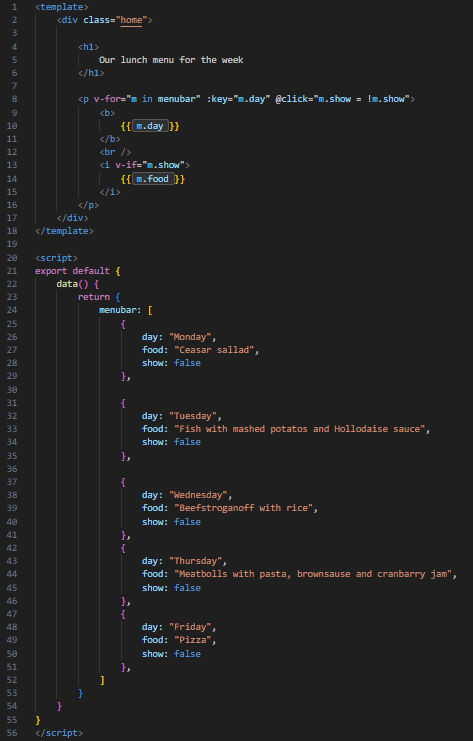 1 <template>
2 <div class="home">
3
4 <h1>
5 Our lunch menu for the week
6 </h1>
7
8 <p v-for="m in menubar" :key="m.day" @click="m.show = !m.show">
9 <b>
10 {{ m.day }}
11 </b>
12 <br />
13 <i v-if="m.show">
14 {{ m.food }}
15 </i>
16 </p>
17 </div>
18 </template>
19
20 <script>
21 export default {
22 data() {
23 return {
24 menubar: [
25 {
26 day: "Monday",
27 food: "Ceasar sallad",
28 show: false
29 },
30
31 {
32 day: "Tuesday",
33 food: "Fish with mashed potatos and Hollodaise sauce",
34 show: false
35 },
36
37 {
38 day: "Wednesday",
39 food: "Beefstroganoff with rice",
40 show: false
41 },
42 {
43 day: "Thursday",
44 food: "Meatbolls with pasta, brownsause and cranbarry jam",
45 show: false
46 },
47 {
48 day: "Friday",
49 food: "Pizza",
50 show: false
51 },
52 ]
53 }
54 }
55 }
56 </script>